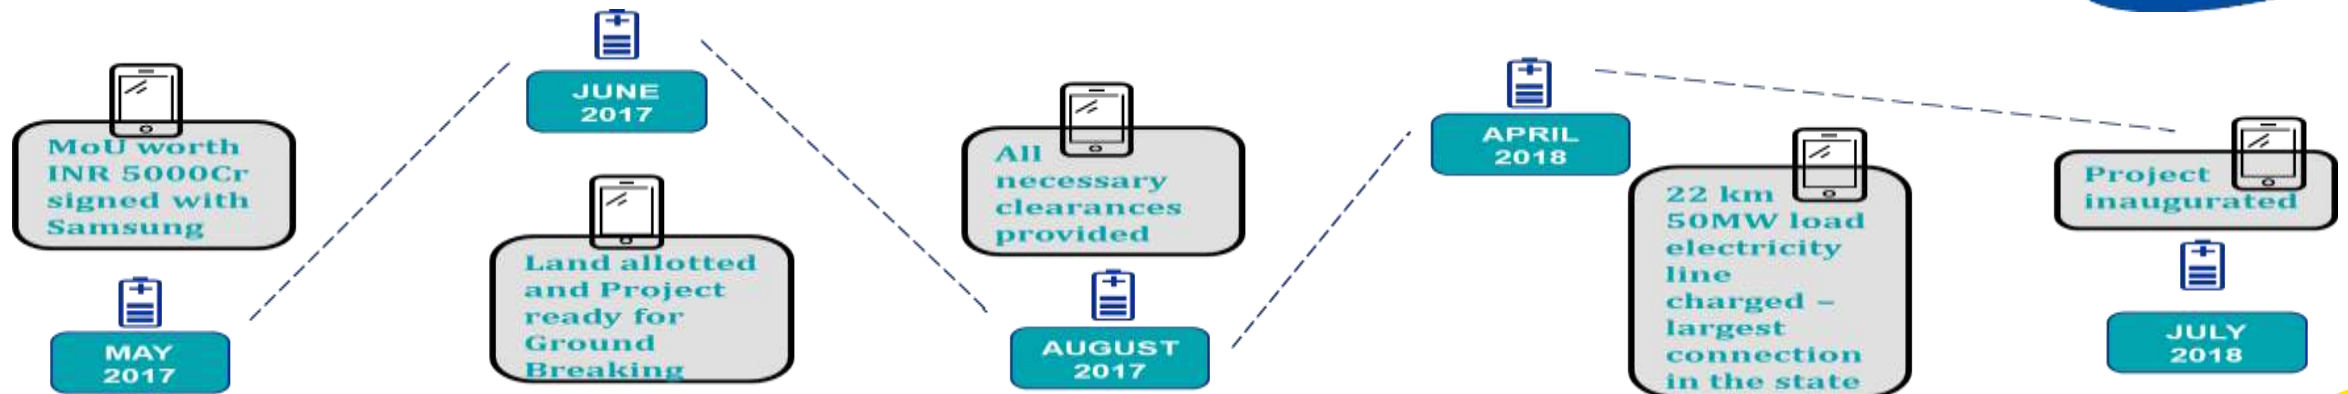 MoU worth
INR 5000Cr
signed with
Samsung
MAY
2017
JUNE
2017
Land allotted
and Project
ready for
Ground
Breaking
All
necessary
clearances
provided
AUGUST
2017
APRIL
2018
22 km
50MW load
electricity
line
charged –
largest
connection
in the state
Project
inaugurated
JULY
2018